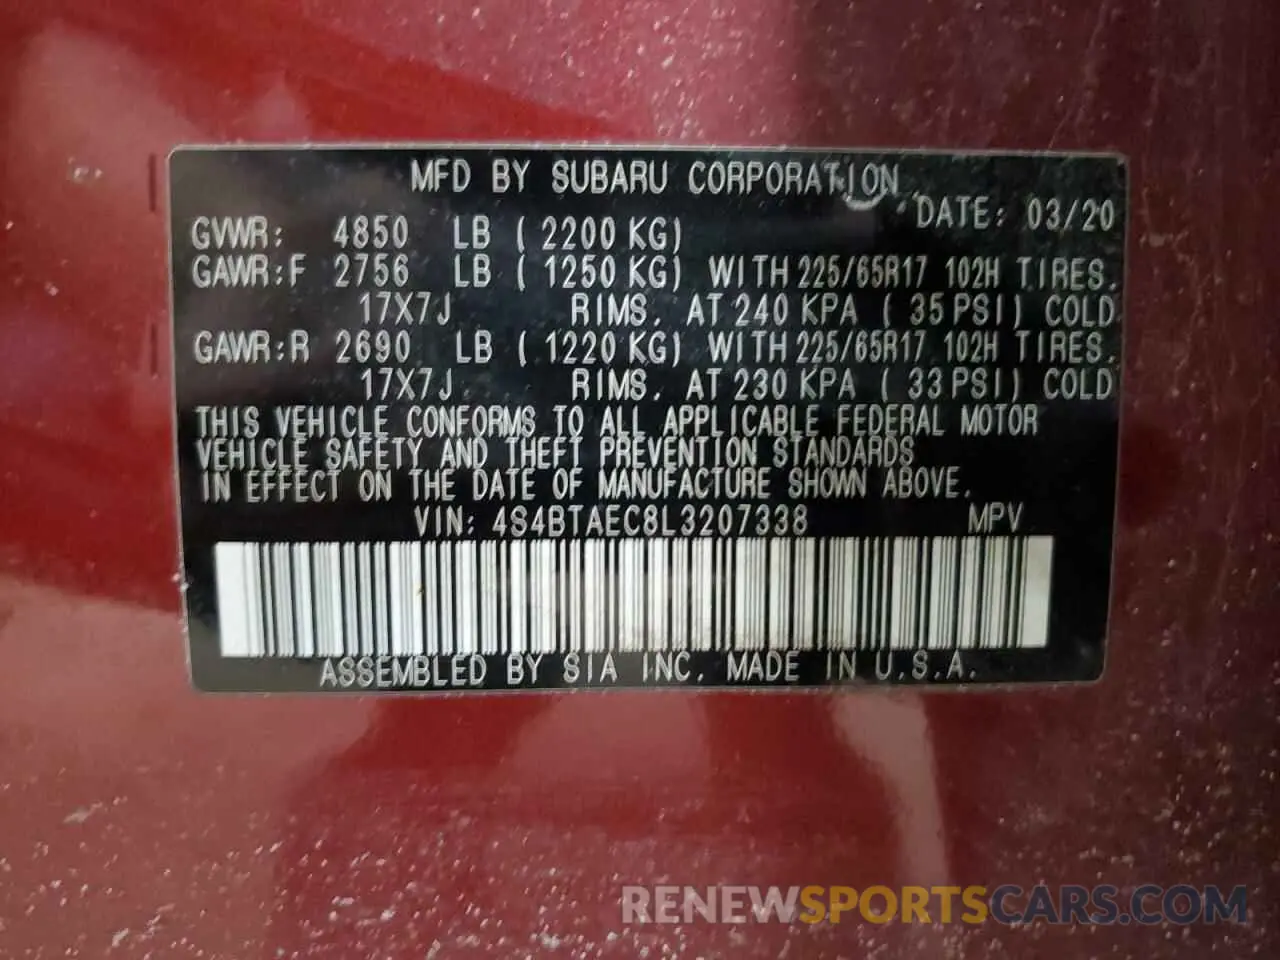 MFD BY SUBARU CORPORATION
DATE: 03/20
GVWR: 4850 LB (2200 KG)
GAWR:F 2756 LB (1250 KG) WITH 225/65R17 102H TIRES.
17X7J RIMS. AT 240 KPA (35 PSI) COLD
GAWR:R 2690 LB (1220 KG) WITH 225/65R17 102H TIRES.
17X7J RIMS. AT 230 KPA (33 PSI) COLD
THIS VEHICLE CONFORMS TO ALL APPLICABLE FEDERAL MOTOR
VEHICLE SAFETY AND THEFT PREVENTION STANDARDS
IN EFFECT ON THE DATE OF MANUFACTURE SHOWN ABOVE.
VIN: 4S4BTAEC8L3207338 MPV
ASSEMBLED BY SIA INC. MADE IN U.S.A.
RENEWSPORTSCARS.COM